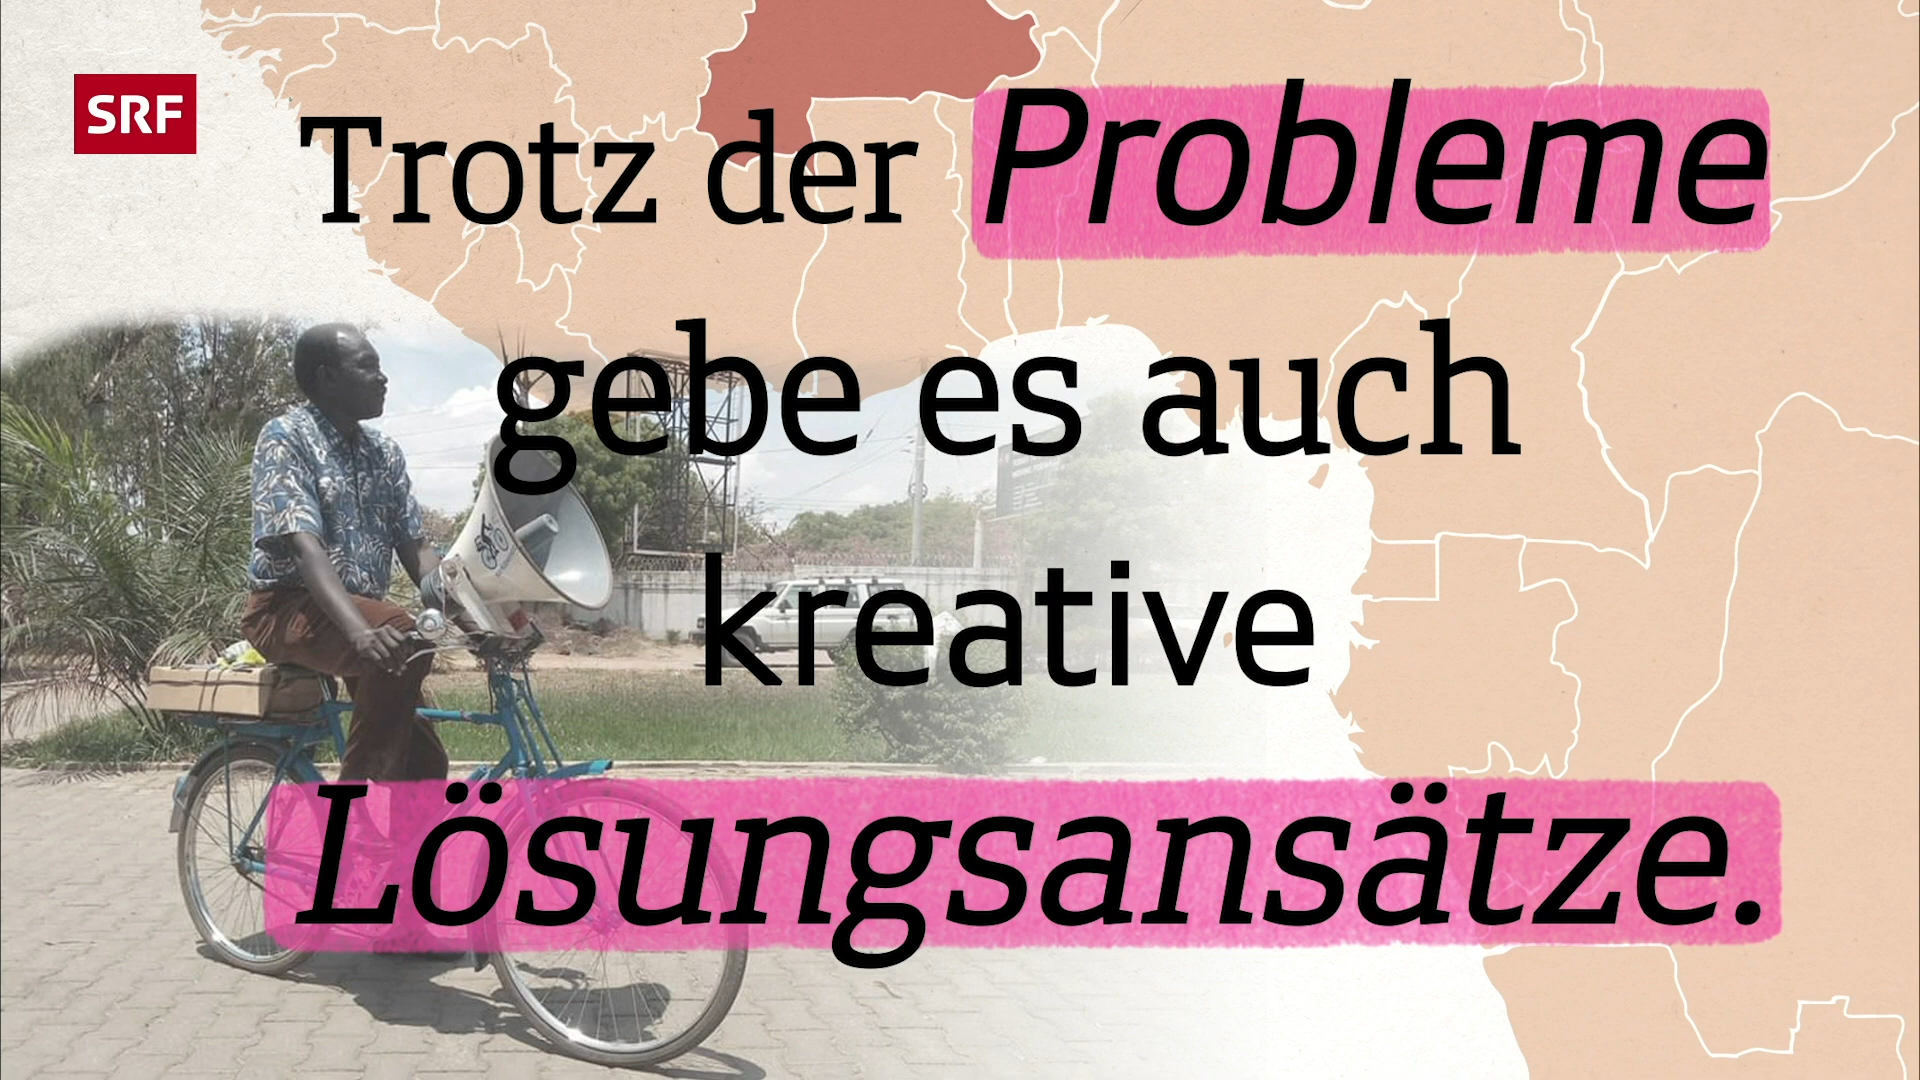 SRF
Trotz der Probleme
gebe es auch
kreative
Lösungsansätze.